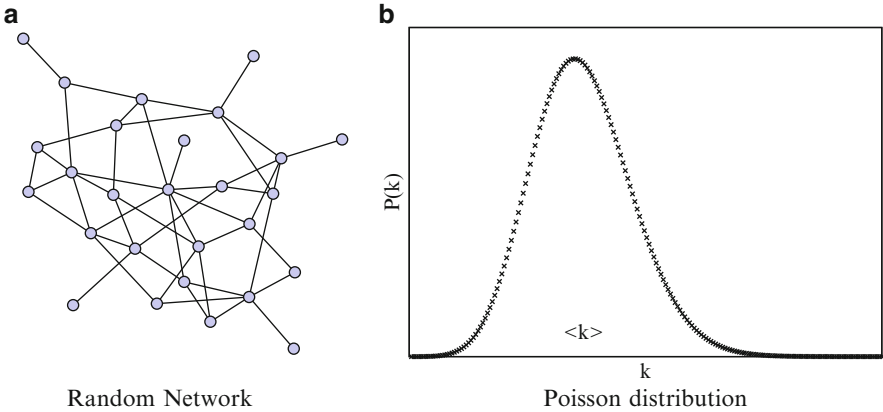 a
b
P(k)
<k>
k
Random Network
Poisson distribution